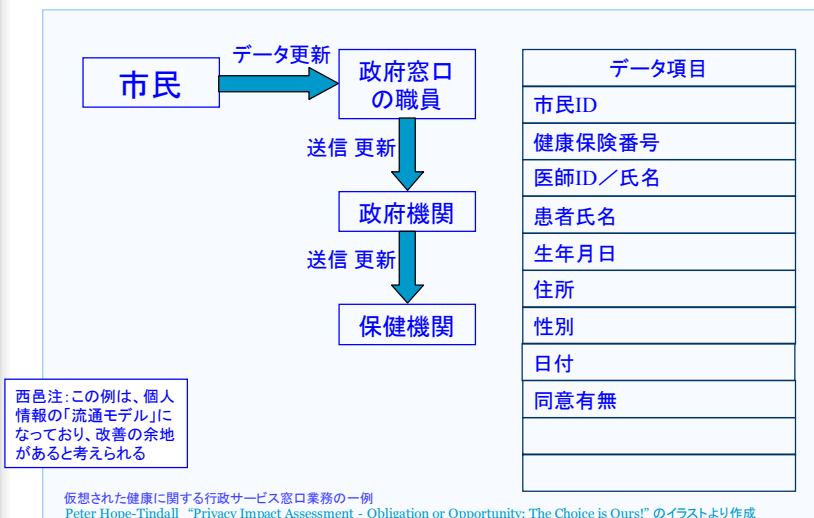 市民
データ更新
政府窓口
の職員
送信 更新
政府機関
送信 更新
保健機関
データ項目
市民ID
健康保険番号
医師ID／氏名
患者氏名
生年月日
住所
性別
日付
同意有無
西邑注：この例は、個人
情報の「流通モデル」に
なっており、改善の余地
があると考えられる
仮想された健康に関する行政サービス窓口業務の一例
Peter Hope-Tindall “Privacy Impact Assessment - Obligation or Opportunity: The Choice is Ours!” のイラストより作成